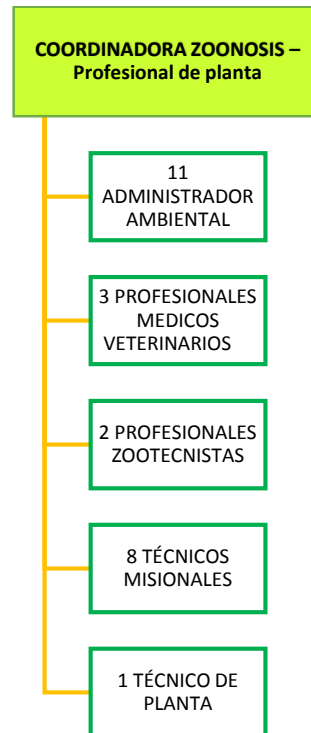 COORDINADORA ZOONOSIS –
Profesional de planta
11
ADMINISTRADOR
AMBIENTAL
3 PROFESIONALES
MEDICOS
VETERINARIOS
2 PROFESIONALES
ZOOTECNISTAS
8 TÉCNICOS
MISIONALES
1 TÉCNICO DE
PLANTA